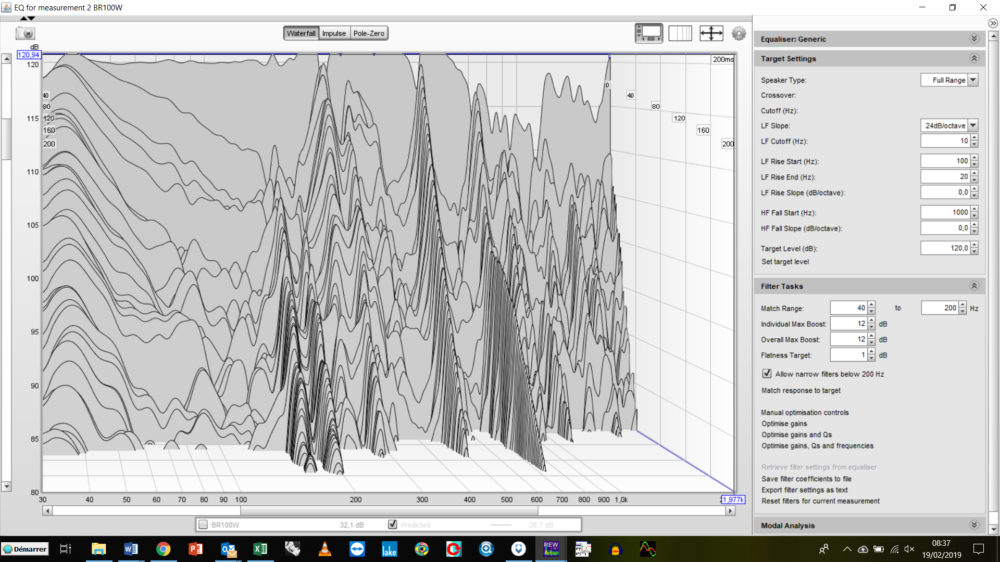 EQ for measurement 2 BR100W
Waterfall Impulse Pole-Zero
dB
120,94
120
115
110
105
100
95
90
85
80
40
80
120
160
200
200ms
0
40
80
120
160
200
30 40 50 60 70 80 90 100 200 300 400 500 600 700 800 900 1,0k 1,977k
BR100W 32,1 dB Predicted 26,7 dB
Equaliser: Generic
Target Settings
Speaker Type: Full Range
Crossover:
Cutoff (Hz):
LF Slope: 24dB/octave
LF Cutoff (Hz): 10
LF Rise Start (Hz): 100
LF Rise End (Hz): 20
LF Rise Slope (dB/octave): 0,0
HF Fall Start (Hz): 1000
HF Fall Slope (dB/octave): 0,0
Target Level (dB): 120,0
Set target level
Filter Tasks
Match Range: 40 to 200 Hz
Individual Max Boost: 12 dB
Overall Max Boost: 12 dB
Flatness Target: 1 dB
Allow narrow filters below 200 Hz
Match response to target
Manual optimisation controls
Optimise gains
Optimise gains and Qs
Optimise gains, Qs and frequencies
Retrieve filter settings from equaliser
Save filter coefficients to file
Export filter settings as text
Reset filters for current measurement
Modal Analysis
Démarrer
lake
REW
08:37
19/02/2019